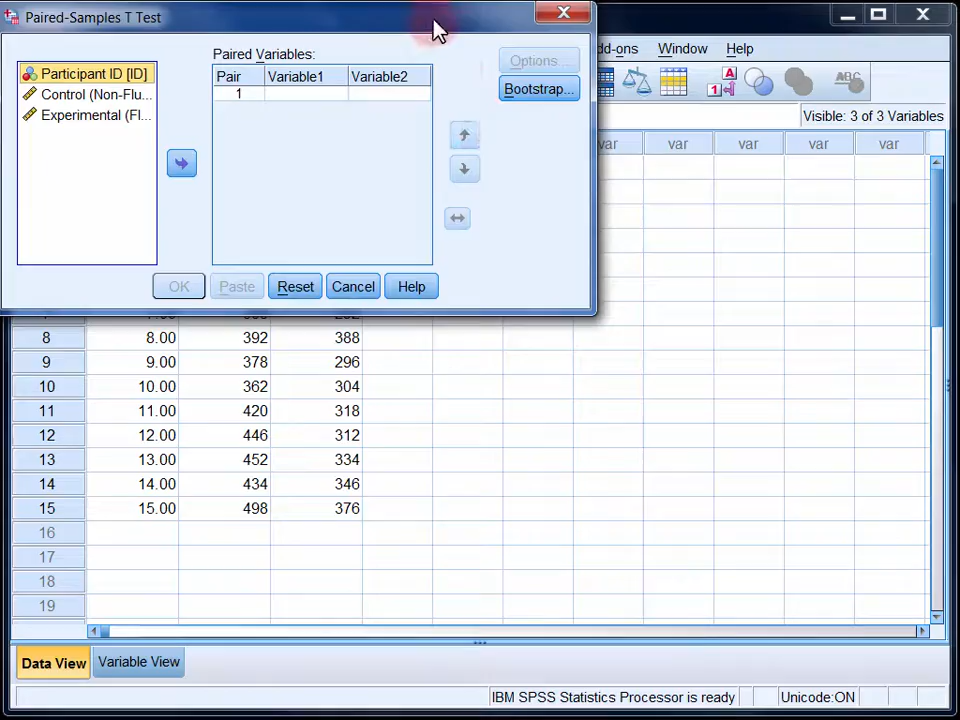 Paired-Samples T Test
Paired Variables:
Options...
Participant ID [ID]
Pair Variable1 Variable2
Control (Non-Flu...
1
Bootstrap...
Experimental (Fl...
OK Paste Reset Cancel Help
dd-ons Window Help
A
1
ABC
Visible: 3 of 3 Variables
var var var var var
8 8.00 392 388
9 9.00 378 296
10 10.00 362 304
11 11.00 420 318
12 12.00 446 312
13 13.00 452 334
14 14.00 434 346
15 15.00 498 376
16
17
18
19
Data View Variable View
IBM SPSS Statistics Processor is ready Unicode:ON